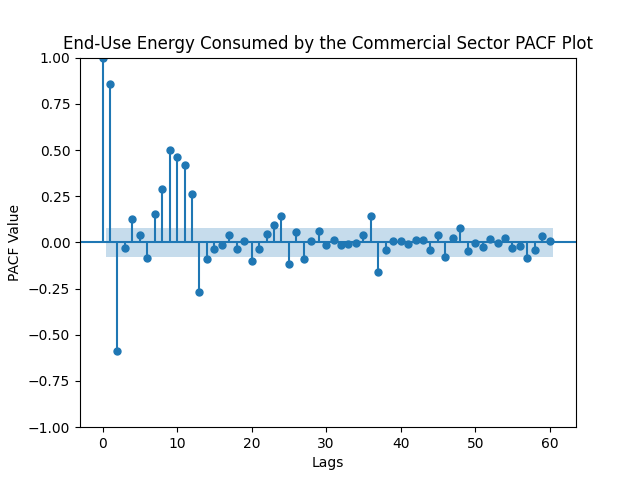 End-Use Energy Consumed by the Commercial Sector PACF Plot
1.00
0.75
0.50
0.25
0.00
−0.25
−0.50
−0.75
−1.00
PACF Value
0 10 20 30 40 50 60
Lags